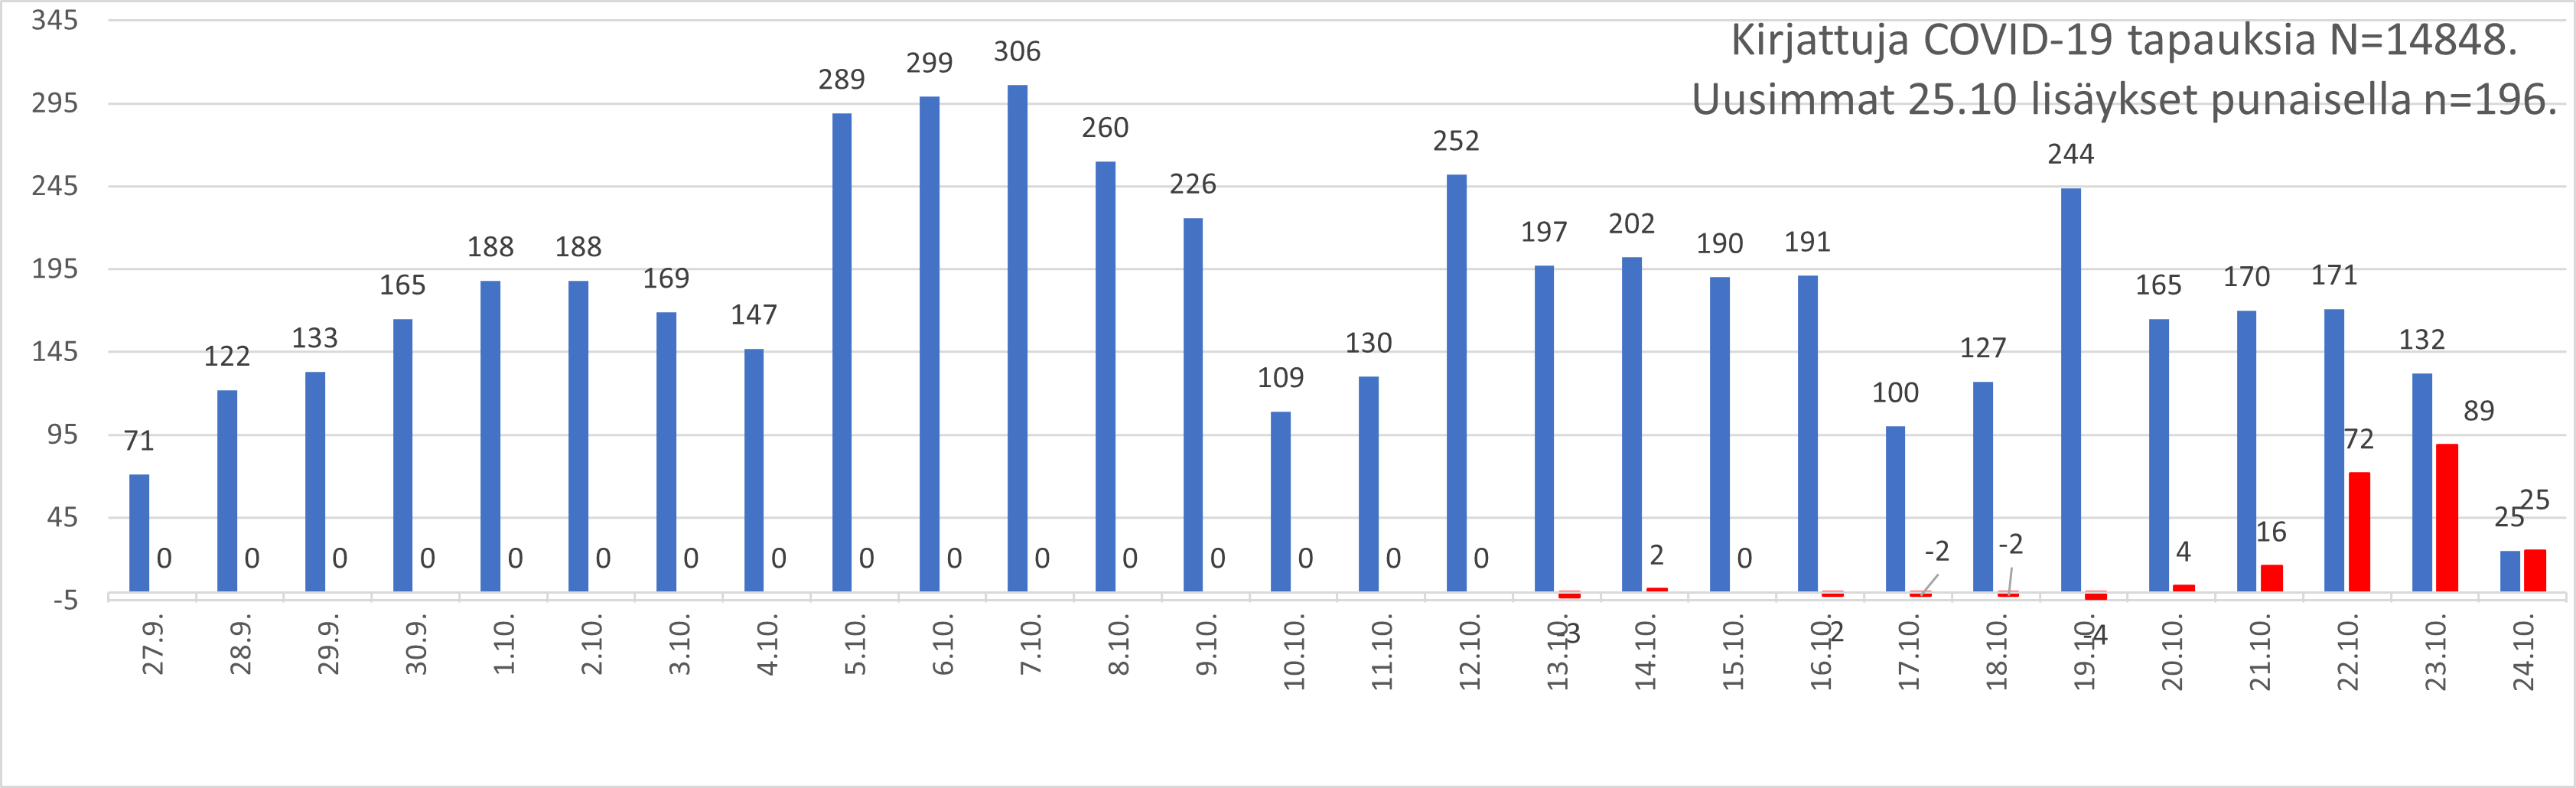 Kirjattuja COVID-19 tapauksia N=14848.
Uusimmat 25.10 lisäykset punaisella n=196.
345
295
245
195
145
95
45
-5
71 122 133 165 188 188 169 147 289 299 306 260 226 109 130 252 197 202 190 191 100 127 244 165 170 171 132 25
0 0 0 0 0 0 0 0 0 0 0 0 0 0 0 0 -3 2 0 -2 -2 -2 -4 4 16 72 89 25
27.9. 28.9. 29.9. 30.9. 1.10. 2.10. 3.10. 4.10. 5.10. 6.10. 7.10. 8.10. 9.10. 10.10. 11.10. 12.10. 13.10. 14.10. 15.10. 16.10. 17.10. 18.10. 19.10. 20.10. 21.10. 22.10. 23.10. 24.10.